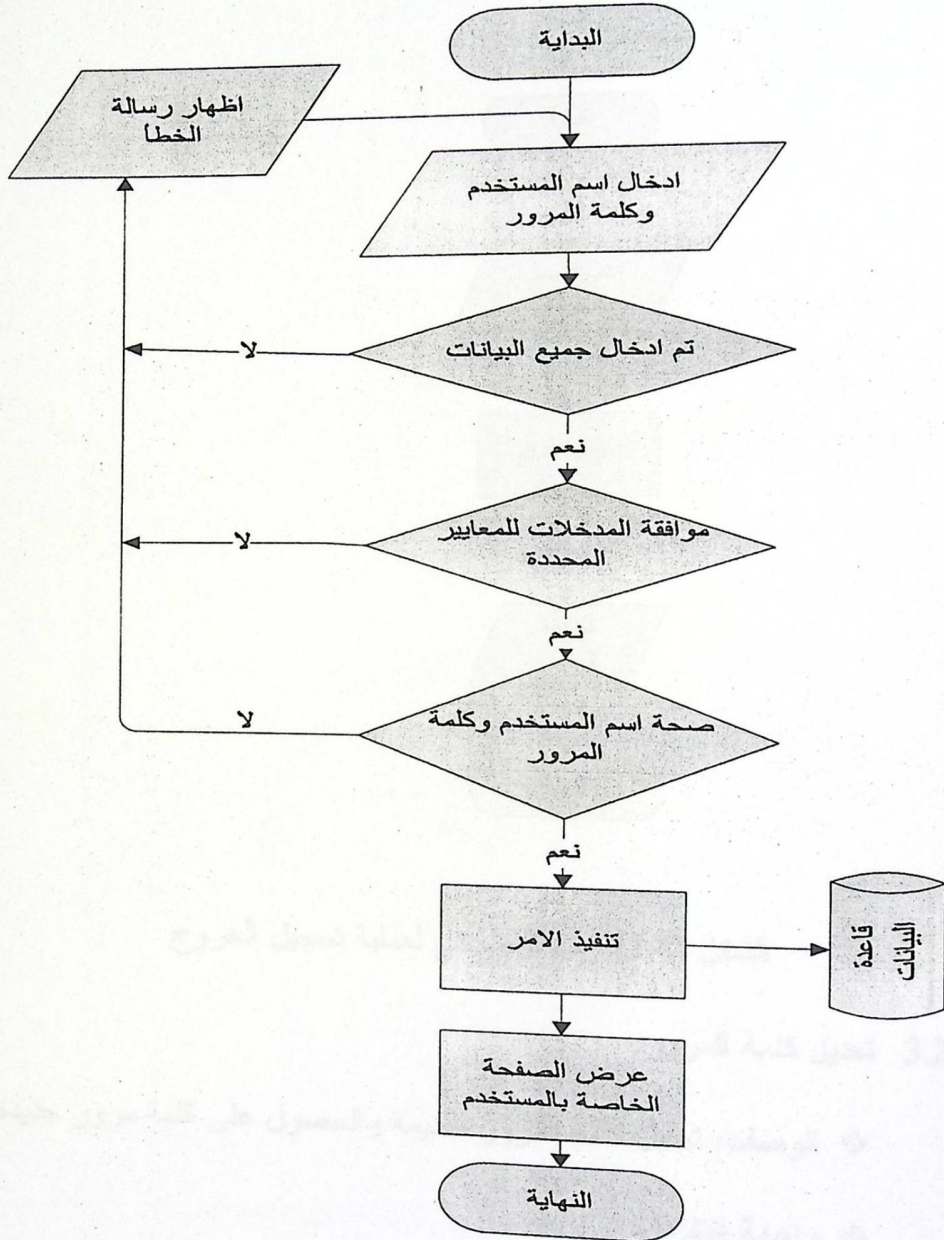 البداية
اظهار رسالة
الخطأ
ادخال اسم المستخدم
وكلمة المرور
تم ادخال جميع البيانات
لا
نعم
موافقة المدخلات للمعايير
المحددة
لا
نعم
صحة اسم المستخدم وكلمة
المرور
لا
نعم
تنفيذ الامر
قاعدة
البيانات
عرض الصفحة
الخاصة بالمستخدم
النهاية